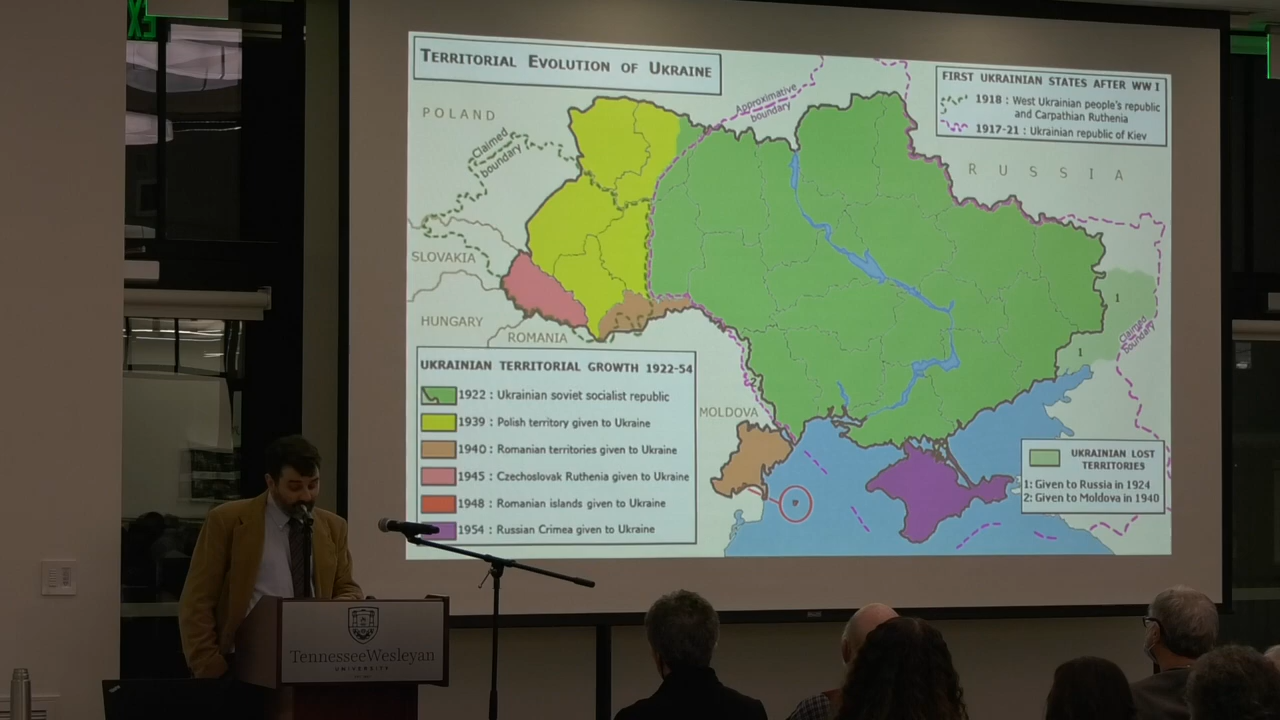 TERRITORIAL EVOLUTION OF UKRAINE
FIRST UKRAINIAN STATES AFTER WW I
1918 : West Ukrainian people's republic
and Carpathian Ruthenia
1917-21 : Ukrainian republic of Kiev
POLAND
Claimed
boundary
Approximative
boundary
RUSSIA
SLOVAKIA
HUNGARY
ROMANIA
MOLDOVA
1
1
2
Claimed
boundary
UKRAINIAN TERRITORIAL GROWTH 1922-54
1922 : Ukrainian soviet socialist republic
1939 : Polish territory given to Ukraine
1940 : Romanian territories given to Ukraine
1945 : Czechoslovak Ruthenia given to Ukraine
1948 : Romanian islands given to Ukraine
1954 : Russian Crimea given to Ukraine
UKRAINIAN LOST
TERRITORIES
1: Given to Russia in 1924
2: Given to Moldova in 1940
TennesseeWesleyan
UNIVERSITY